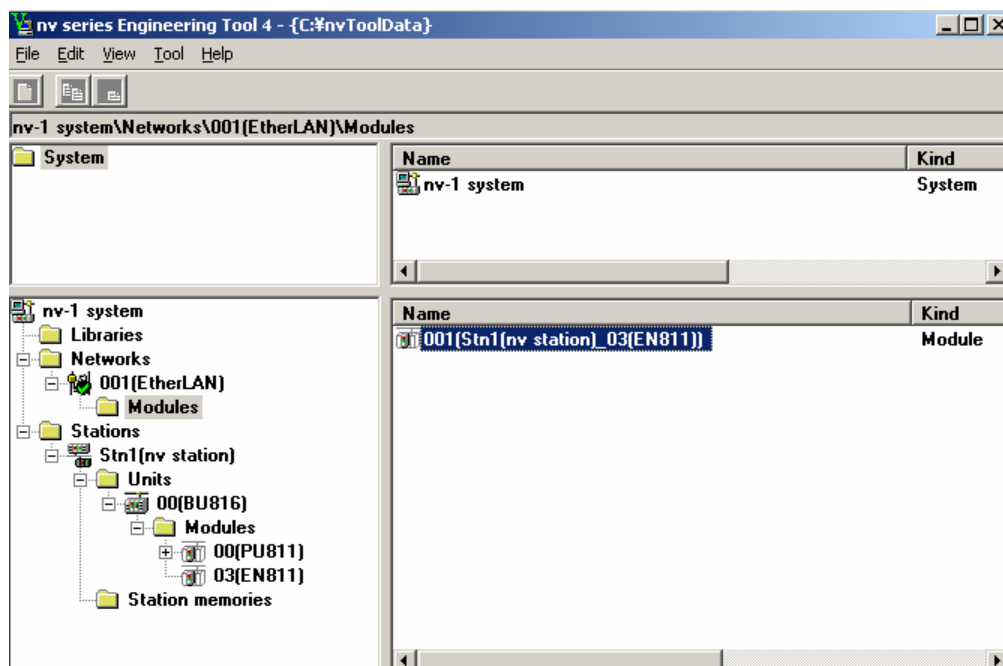 nv series Engineering Tool 4 - {C:¥nvToolData}
File Edit View Tool Help
nv-1 system\Networks\001(EtherLAN)\Modules
System
Name Kind
nv-1 system System
nv-1 system
Libraries
Networks
001(EtherLAN)
Modules
Stations
Stn1(nv station)
Units
00(BU816)
Modules
00(PU811)
03(EN811)
Station memories
Name Kind
001(Stn1(nv station)_03(EN811)) Module